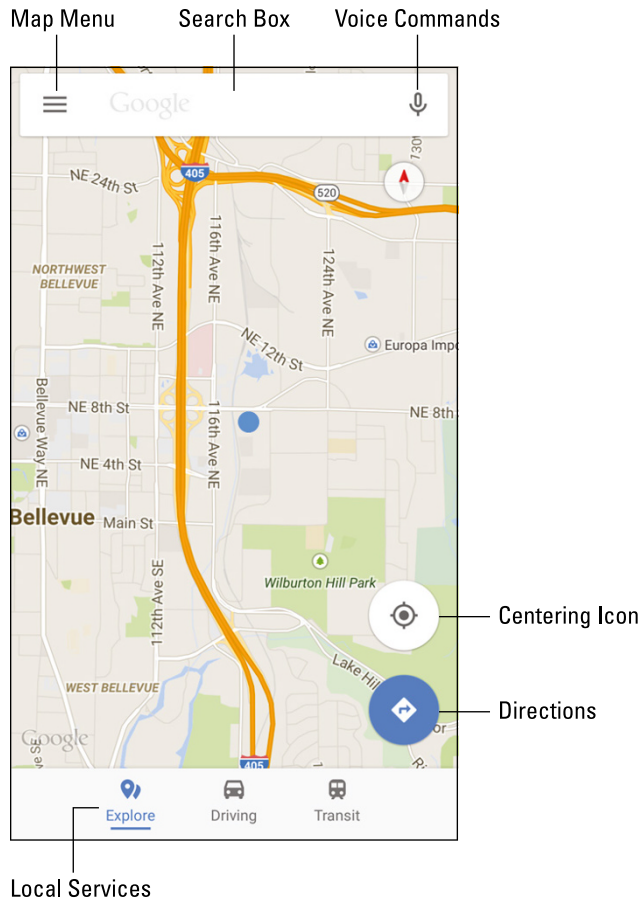 Map Menu
Search Box
Voice Commands
Google
405
NE 24th St
520
NORTHWEST
BELLEVUE
112th Ave NE
116th Ave NE
124th Ave NE
NE 12th St
Europa Impo
Bellevue Way NE
NE 8th St
116th Ave NE
NE 8th
NE 4th St
Bellevue
Main St
Wilburton Hill Park
112th Ave SE
Centering Icon
Lake Hil
WEST BELLEVUE
Directions
Google
405
Explore
Driving
Transit
Local Services